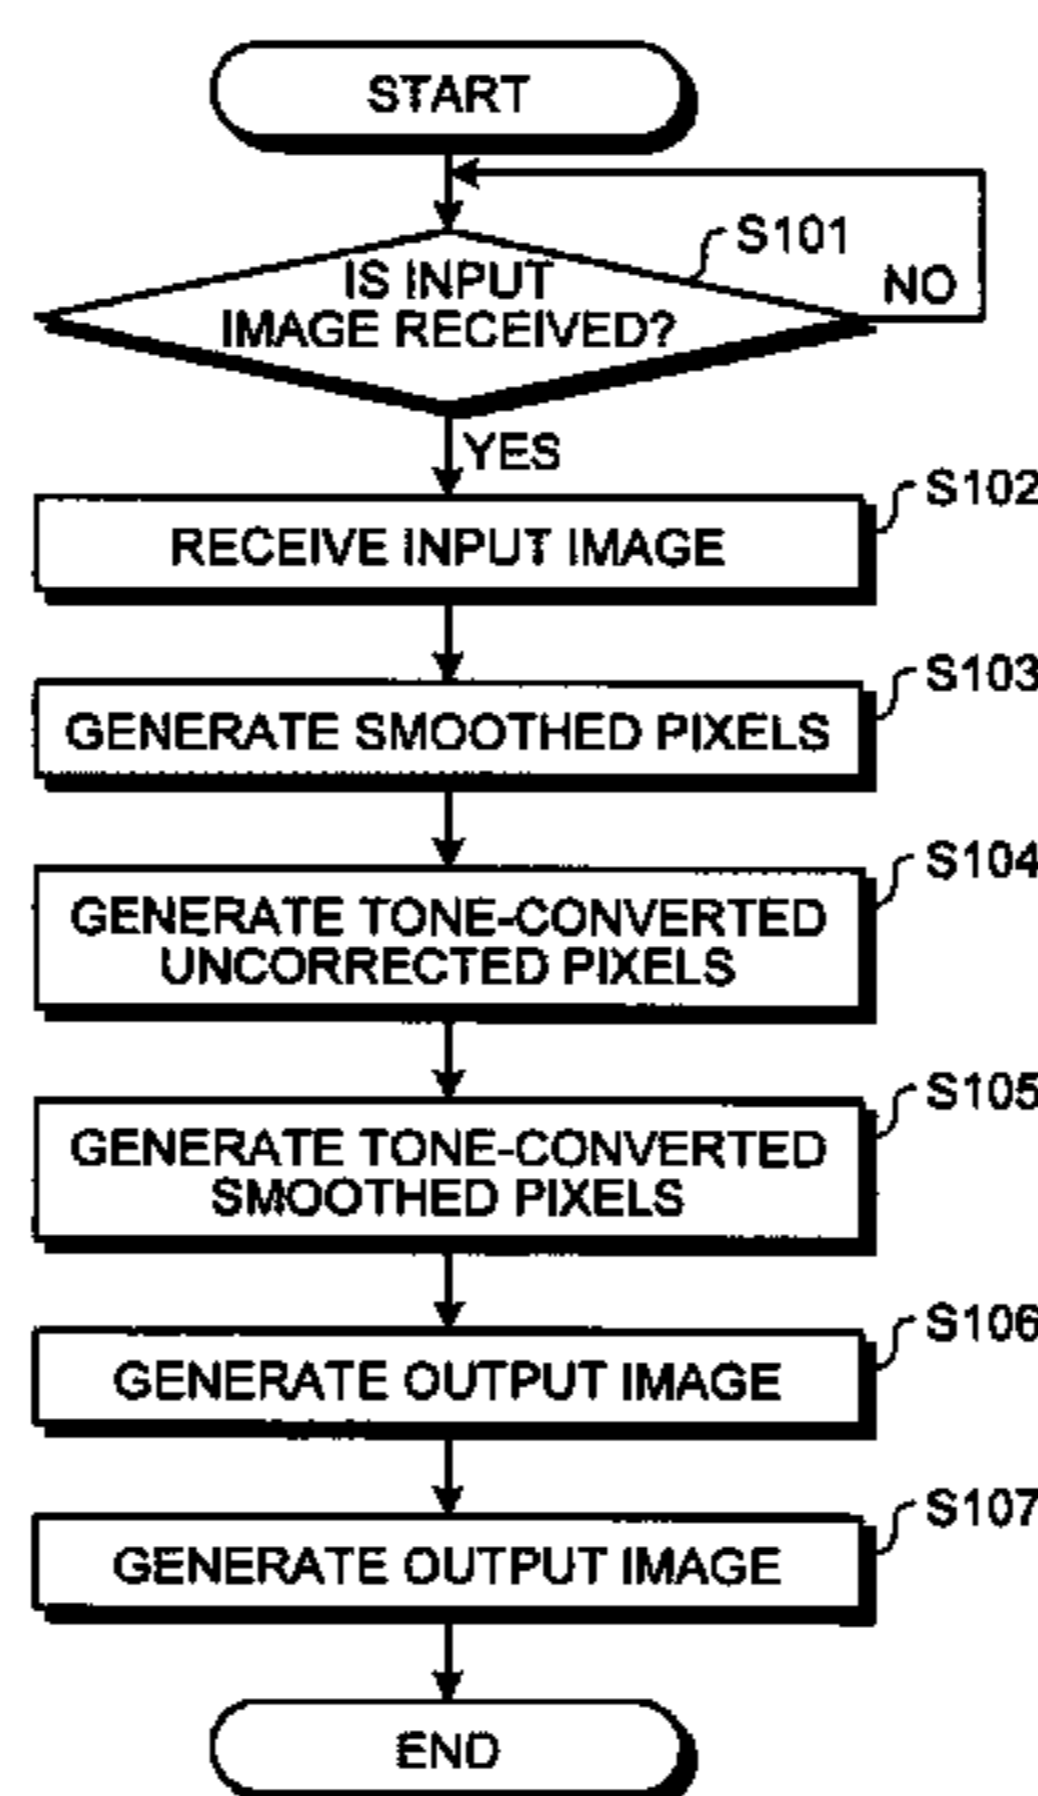 START
S101
IS INPUT
IMAGE RECEIVED?
NO
YES
S102
RECEIVE INPUT IMAGE
S103
GENERATE SMOOTHED PIXELS
S104
GENERATE TONE-CONVERTED
UNCORRECTED PIXELS
S105
GENERATE TONE-CONVERTED
SMOOTHED PIXELS
S106
GENERATE OUTPUT IMAGE
S107
GENERATE OUTPUT IMAGE
END